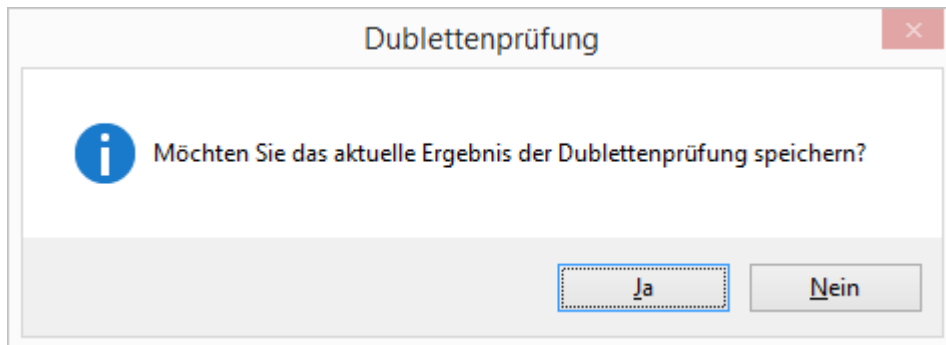 Dublettenprüfung
Möchten Sie das aktuelle Ergebnis der Dublettenprüfung speichern?
Ja
Nein